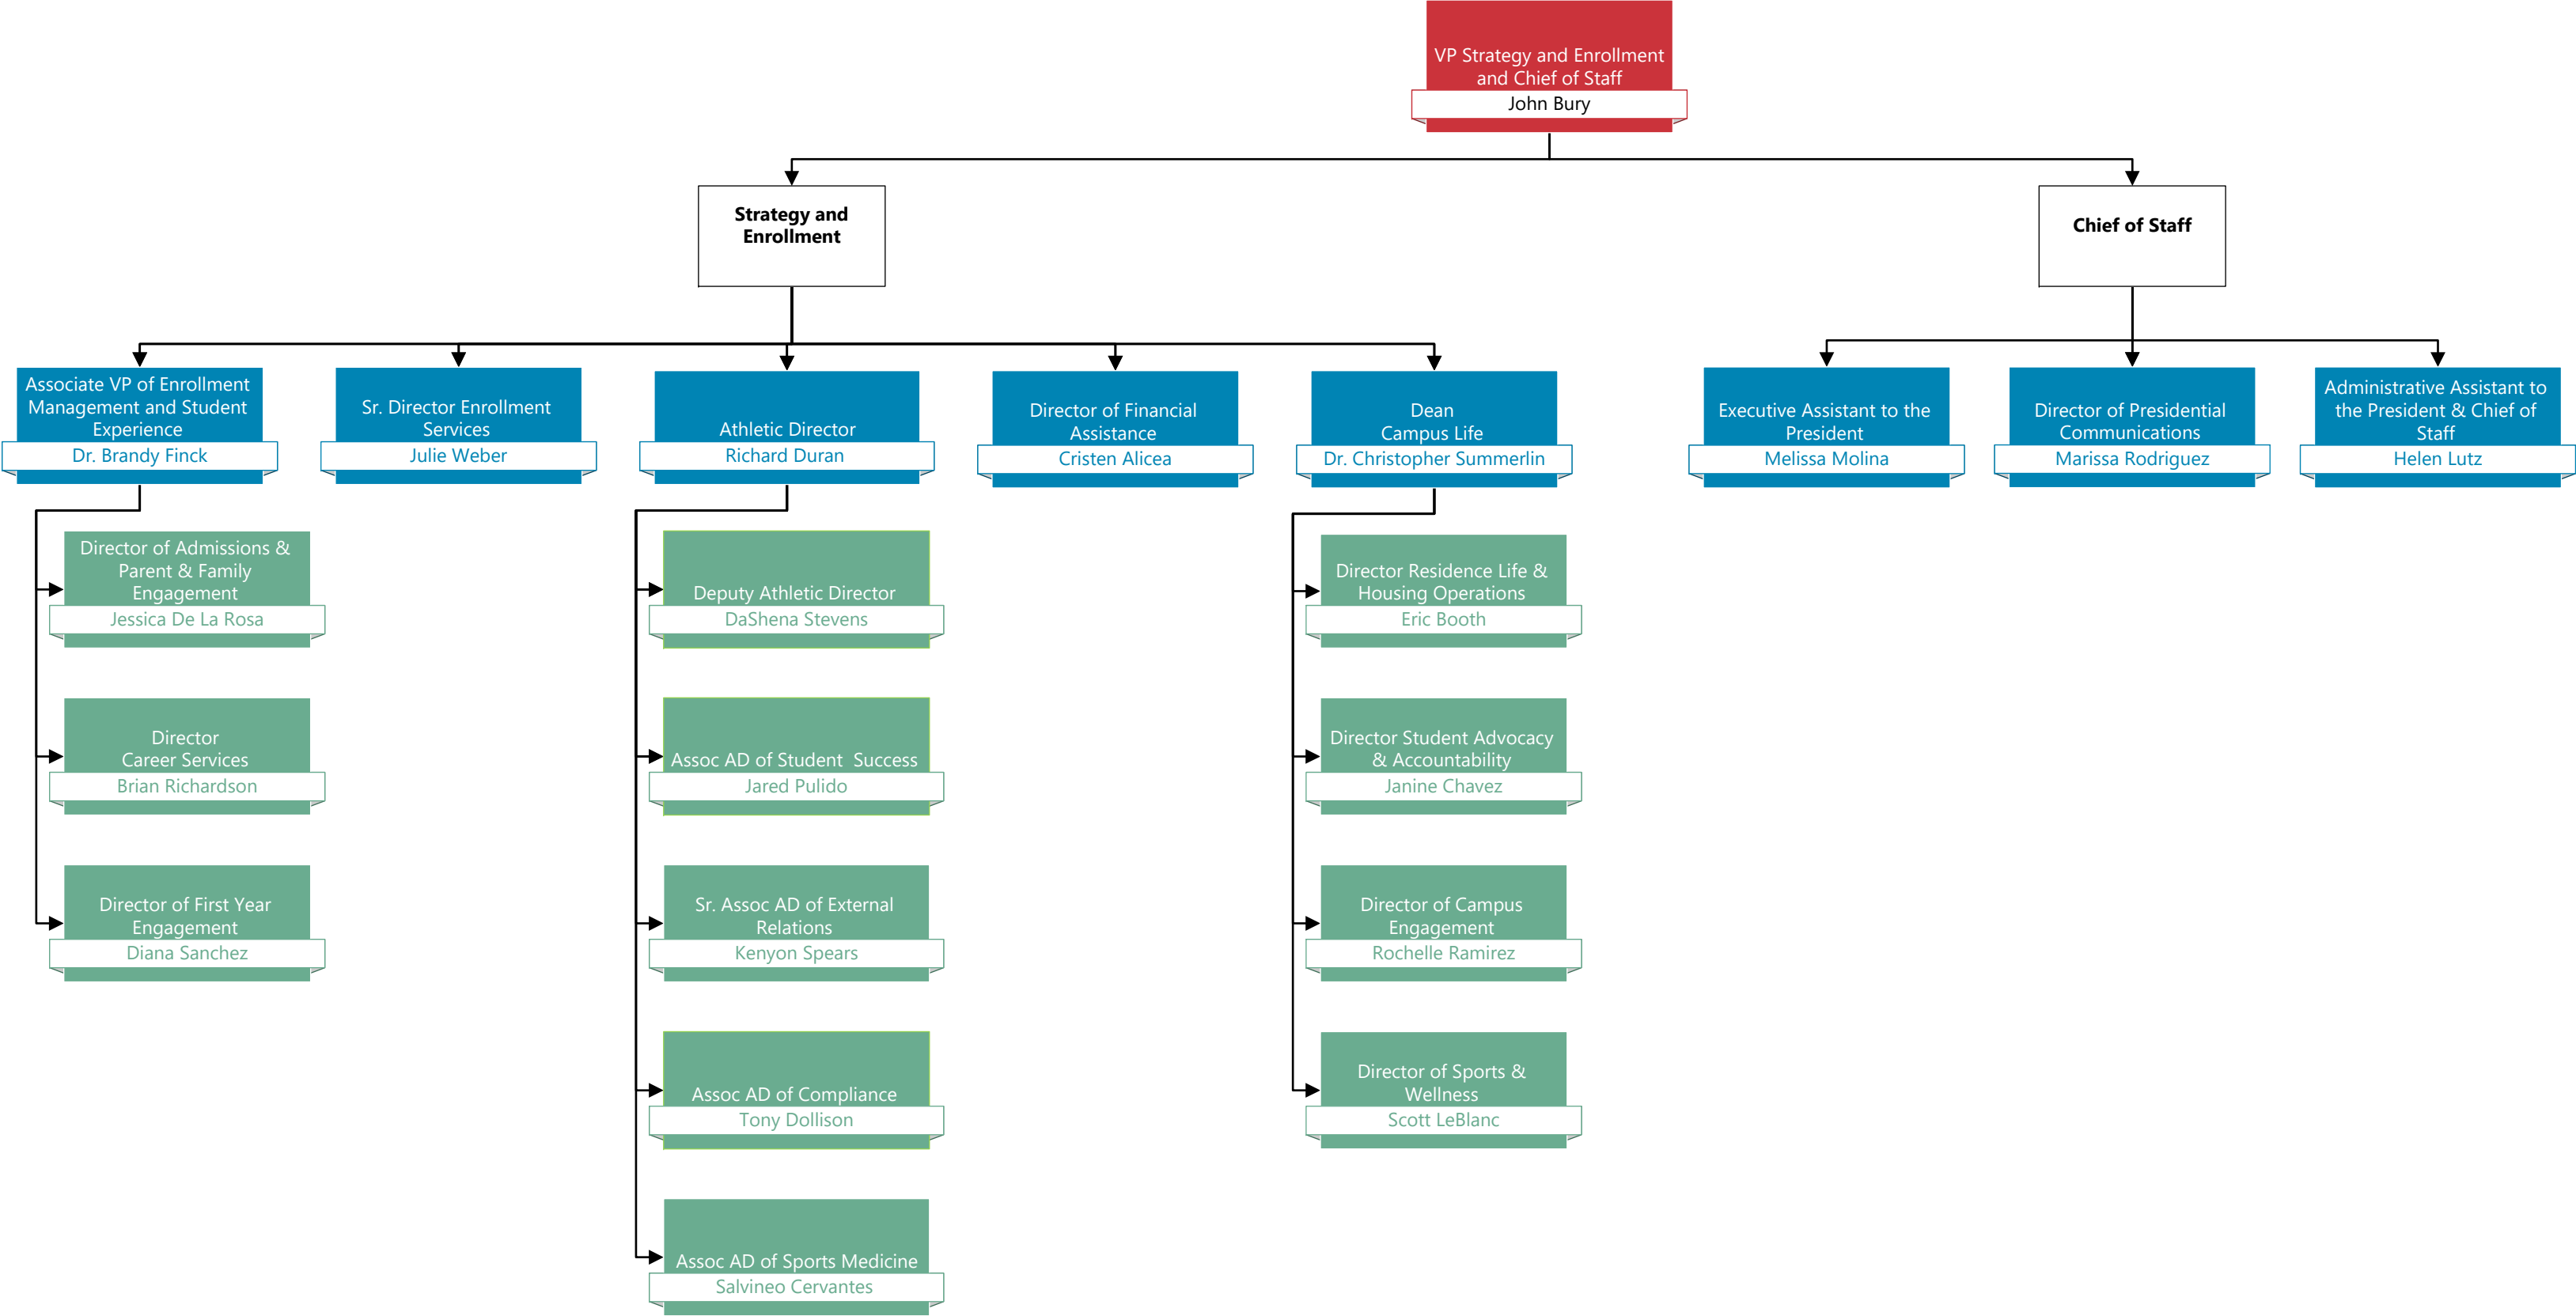 VP Strategy and Enrollment
and Chief of Staff
John Bury
Strategy and
Enrollment
Chief of Staff
Associate VP of Enrollment
Management and Student
Experience
Dr. Brandy Finck
Sr. Director Enrollment
Services
Julie Weber
Athletic Director
Richard Duran
Director of Financial
Assistance
Cristen Alicea
Dean
Campus Life
Dr. Christopher Summerlin
Executive Assistant to the
President
Melissa Molina
Director of Presidential
Communications
Marissa Rodriguez
Administrative Assistant to
the President & Chief of
Staff
Helen Lutz
Director of Admissions &
Parent & Family
Engagement
Jessica De La Rosa
Director
Career Services
Brian Richardson
Director of First Year
Engagement
Diana Sanchez
Deputy Athletic Director
DaShena Stevens
Assoc AD of Student  Success
Jared Pulido
Sr. Assoc AD of External
Relations
Kenyon Spears
Assoc AD of Compliance
Tony Dollison
Assoc AD of Sports Medicine
Salvineo Cervantes
Director Residence Life &
Housing Operations
Eric Booth
Director Student Advocacy
& Accountability
Janine Chavez
Director of Campus
Engagement
Rochelle Ramirez
Director of Sports &
Wellness
Scott LeBlanc